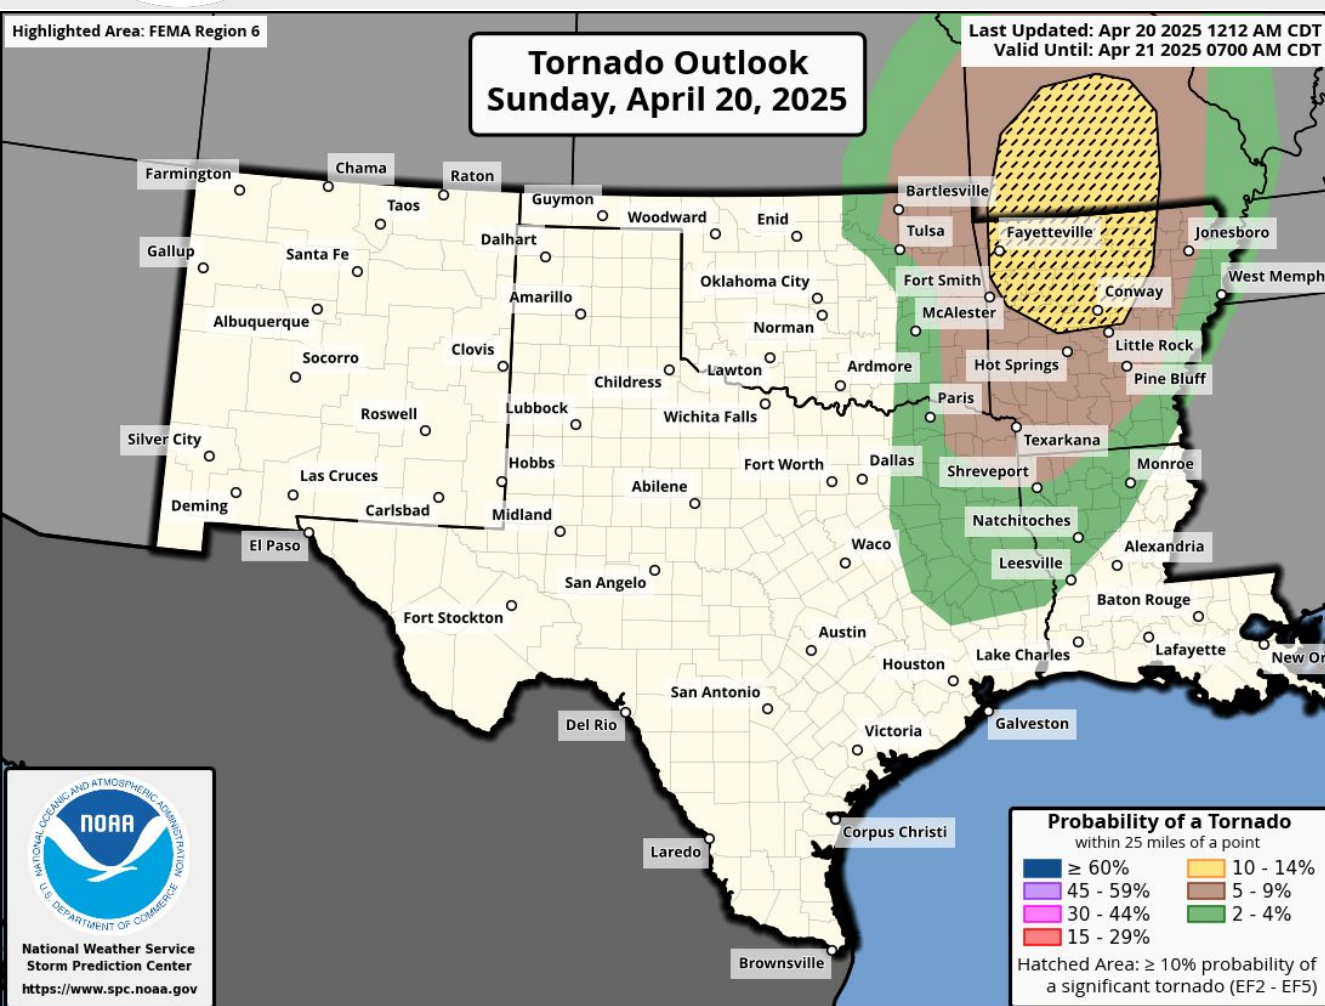 Highlighted Area: FEMA Region 6
Last Updated: Apr 20 2025 1212 AM CDT
Valid Until: Apr 21 2025 0700 AM CDT
Tornado Outlook
Sunday, April 20, 2025
Farmington
Chama
Raton
Taos
Guymon
Woodward
Enid
Bartlesville
Tulsa
Fayetteville
Jonesboro
Gallup
Santa Fe
Dalhart
Oklahoma City
Fort Smith
Conway
West Memph
Amarillo
Albuquerque
Norman
McAlester
Socorro
Clovis
Childress
Lawton
Ardmore
Hot Springs
Little Rock
Pine Bluff
Roswell
Lubbock
Wichita Falls
Paris
Texarkana
Silver City
Las Cruces
Hobbs
Abilene
Fort Worth
Dallas
Shreveport
Monroe
Deming
Carlsbad
Midland
Natchitoches
El Paso
San Angelo
Waco
Leesville
Alexandria
Fort Stockton
Austin
Baton Rouge
Houston
Lake Charles
Lafayette
New Or
San Antonio
Del Rio
Galveston
Victoria
Corpus Christi
Laredo
Brownsville
NATIONAL OCEANIC AND ATMOSPHERIC ADMINISTRATION
NOAA
U.S. DEPARTMENT OF COMMERCE
National Weather Service
Storm Prediction Center
https://www.spc.noaa.gov
Probability of a Tornado
within 25 miles of a point
≥ 60%
10 - 14%
45 - 59%
5 - 9%
30 - 44%
2 - 4%
15 - 29%
Hatched Area: ≥ 10% probability of
a significant tornado (EF2 - EF5)